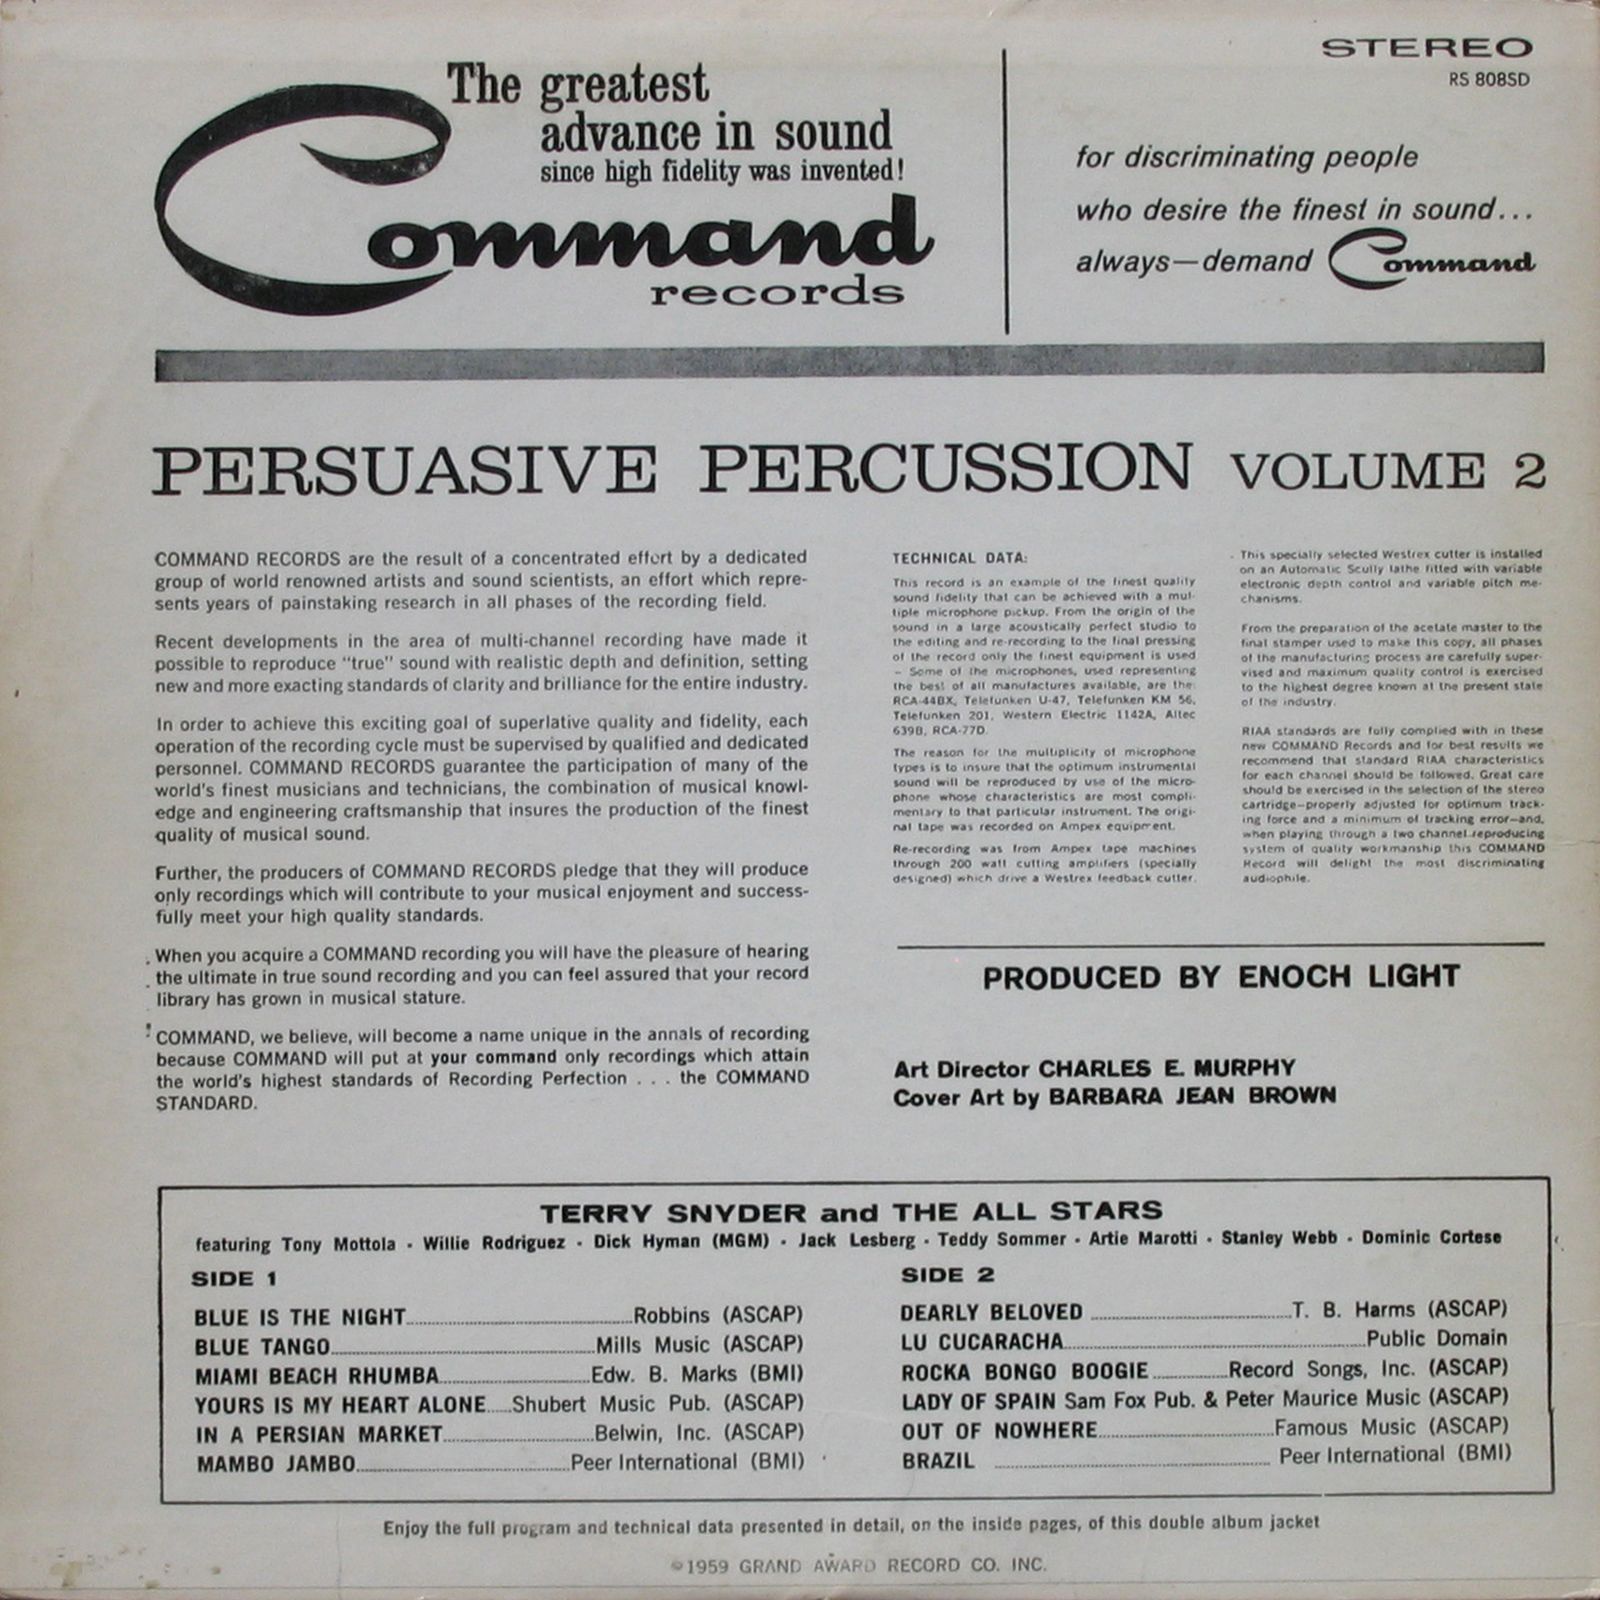 The greatest
advance in sound
since high fidelity was invented!
Command
records
STEREO
RS 808SD
for discriminating people
who desire the finest in sound...
always—demand Command
PERSUASIVE PERCUSSION VOLUME 2
COMMAND RECORDS are the result of a concentrated effort by a dedicated
group of world renowned artists and sound scientists, an effort which repre-
sents years of painstaking research in all phases of the recording field.
Recent developments in the area of multi-channel recording have made it
possible to reproduce "true" sound with realistic depth and definition, setting
new and more exacting standards of clarity and brilliance for the entire industry.
In order to achieve this exciting goal of superlative quality and fidelity, each
operation of the recording cycle must be supervised by qualified and dedicated
personnel. COMMAND RECORDS guarantee the participation of many of the
world's finest musicians and technicians, the combination of musical knowl-
edge and engineering craftsmanship that insures the production of the finest
quality of musical sound.
Further, the producers of COMMAND RECORDS pledge that they will produce
only recordings which will contribute to your musical enjoyment and success-
fully meet your high quality standards.
When you acquire a COMMAND recording you will have the pleasure of hearing
the ultimate in true sound recording and you can feel assured that your record
library has grown in musical stature.
COMMAND, we believe, will become a name unique in the annals of recording
because COMMAND will put at your command only recordings which attain
the world's highest standards of Recording Perfection . . . the COMMAND
STANDARD.
TECHNICAL DATA:
This record is an example of the finest quality
sound fidelity that can be achieved with a mul-
tiple microphone pickup. From the origin of the
sound in a large acoustically perfect studio to
the editing and re-recording to the final pressing
of the record only the finest equipment is used
— Some of the microphones, used representing
the best of all manufactures available, are the:
RCA-44BX, Telefunken U-47, Telefunken KM 56,
Telefunken 201, Western Electric 1142A, Altec
639B, RCA-77D.
The reason for the multiplicity of microphone
types is to insure that the optimum instrumental
sound will be reproduced by use of the micro-
phone whose characteristics are most compli-
mentary to that particular instrument. The origi-
nal tape was recorded on Ampex equipment.
Re-recording was from Ampex tape machines
through 200 watt cutting amplifiers (specially
designed) which drive a Westrex feedback cutter.
This specially selected Westrex cutter is installed
on an Automatic Scully lathe fitted with variable
electronic depth control and variable pitch me-
chanisms.
From the preparation of the acetate master to the
final stamper used to make this copy, all phases
of the manufacturing process are carefully super-
vised and maximum quality control is exercised
to the highest degree known at the present state
of the industry.
RIAA standards are fully complied with in these
new COMMAND Records and for best results we
recommend that standard RIAA characteristics
for each channel should be followed. Great care
should be exercised in the selection of the stereo
cartridge—properly adjusted for optimum track-
ing force and a minimum of tracking error—and,
when playing through a two channel reproducing
system of quality workmanship this COMMAND
Record will delight the most discriminating
audiophile.
PRODUCED BY ENOCH LIGHT
Art Director CHARLES E. MURPHY
Cover Art by BARBARA JEAN BROWN
TERRY SNYDER and THE ALL STARS
featuring Tony Mottola • Willie Rodriguez • Dick Hyman (MGM) • Jack Lesberg • Teddy Sommer • Artie Marotti • Stanley Webb • Dominic Cortese
SIDE 1
BLUE IS THE NIGHT Robbins (ASCAP)
BLUE TANGO Mills Music (ASCAP)
MIAMI BEACH RHUMBA Edw. B. Marks (BMI)
YOURS IS MY HEART ALONE Shubert Music Pub. (ASCAP)
IN A PERSIAN MARKET Belwin, Inc. (ASCAP)
MAMBO JAMBO Peer International (BMI)
SIDE 2
DEARLY BELOVED T. B. Harms (ASCAP)
LU CUCARACHA Public Domain
ROCKA BONGO BOOGIE Record Songs, Inc. (ASCAP)
LADY OF SPAIN Sam Fox Pub. & Peter Maurice Music (ASCAP)
OUT OF NOWHERE Famous Music (ASCAP)
BRAZIL Peer International (BMI)
Enjoy the full program and technical data presented in detail, on the inside pages, of this double album jacket
©1959 GRAND AWARD RECORD CO. INC.